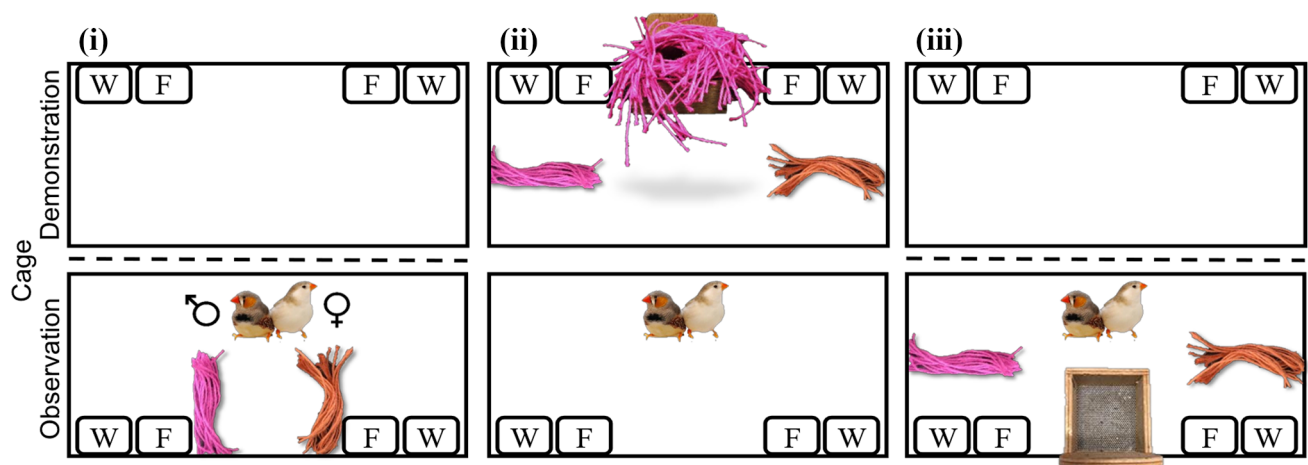 (i) (ii) (iii)
Cage
Demonstration
W F F W W F F W W F F W
Observation
♂ ♀
W F F W W F F W W F F W